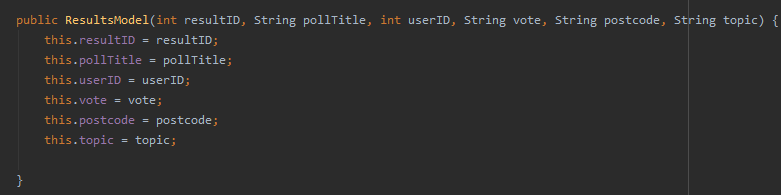 public ResultsModel(int resultID, String pollTitle, int userID, String vote, String postcode, String topic) {
this.resultID = resultID;
this.pollTitle = pollTitle;
this.userID = userID;
this.vote = vote;
this.postcode = postcode;
this.topic = topic;
}